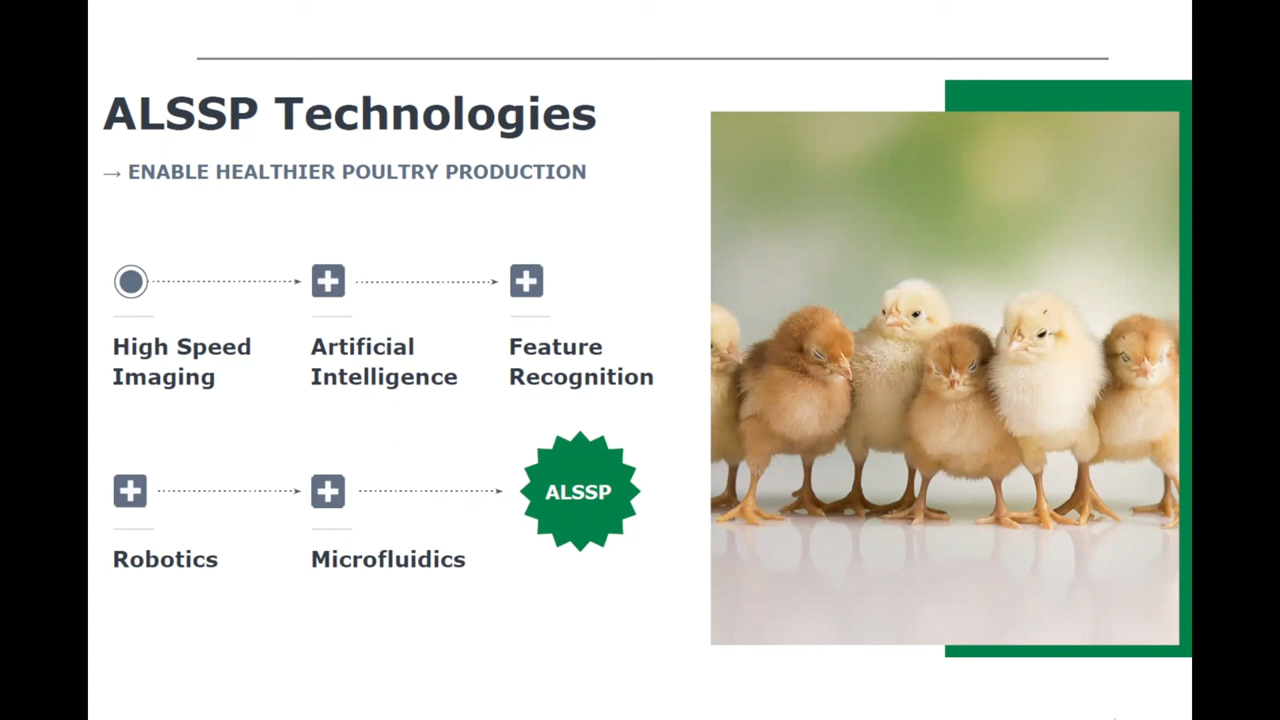 ALSSP Technologies
→ ENABLE HEALTHIER POULTRY PRODUCTION
High Speed
Imaging
Artificial
Intelligence
Feature
Recognition
Robotics
Microfluidics
ALSSP